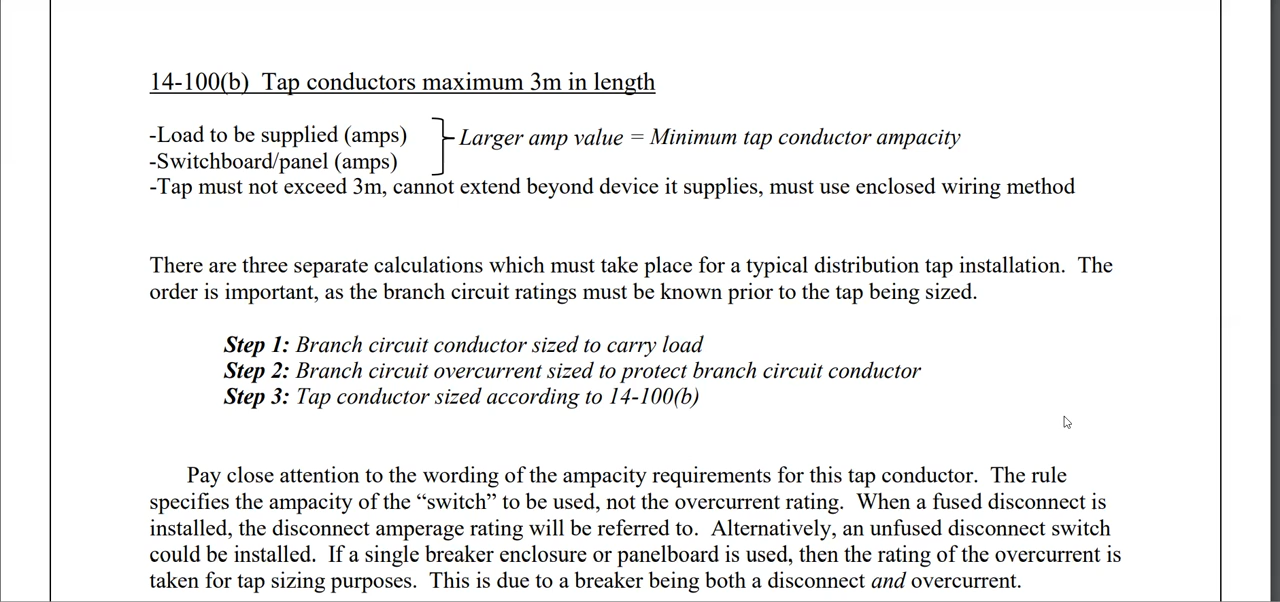 14-100(b)  Tap conductors maximum 3m in length
-Load to be supplied (amps)
-Switchboard/panel (amps)
Larger amp value = Minimum tap conductor ampacity
-Tap must not exceed 3m, cannot extend beyond device it supplies, must use enclosed wiring method
There are three separate calculations which must take place for a typical distribution tap installation.  The
order is important, as the branch circuit ratings must be known prior to the tap being sized.
Step 1: Branch circuit conductor sized to carry load
Step 2: Branch circuit overcurrent sized to protect branch circuit conductor
Step 3: Tap conductor sized according to 14-100(b)
Pay close attention to the wording of the ampacity requirements for this tap conductor.  The rule
specifies the ampacity of the “switch” to be used, not the overcurrent rating.  When a fused disconnect is
installed, the disconnect amperage rating will be referred to.  Alternatively, an unfused disconnect switch
could be installed.  If a single breaker enclosure or panelboard is used, then the rating of the overcurrent is
taken for tap sizing purposes.  This is due to a breaker being both a disconnect and overcurrent.